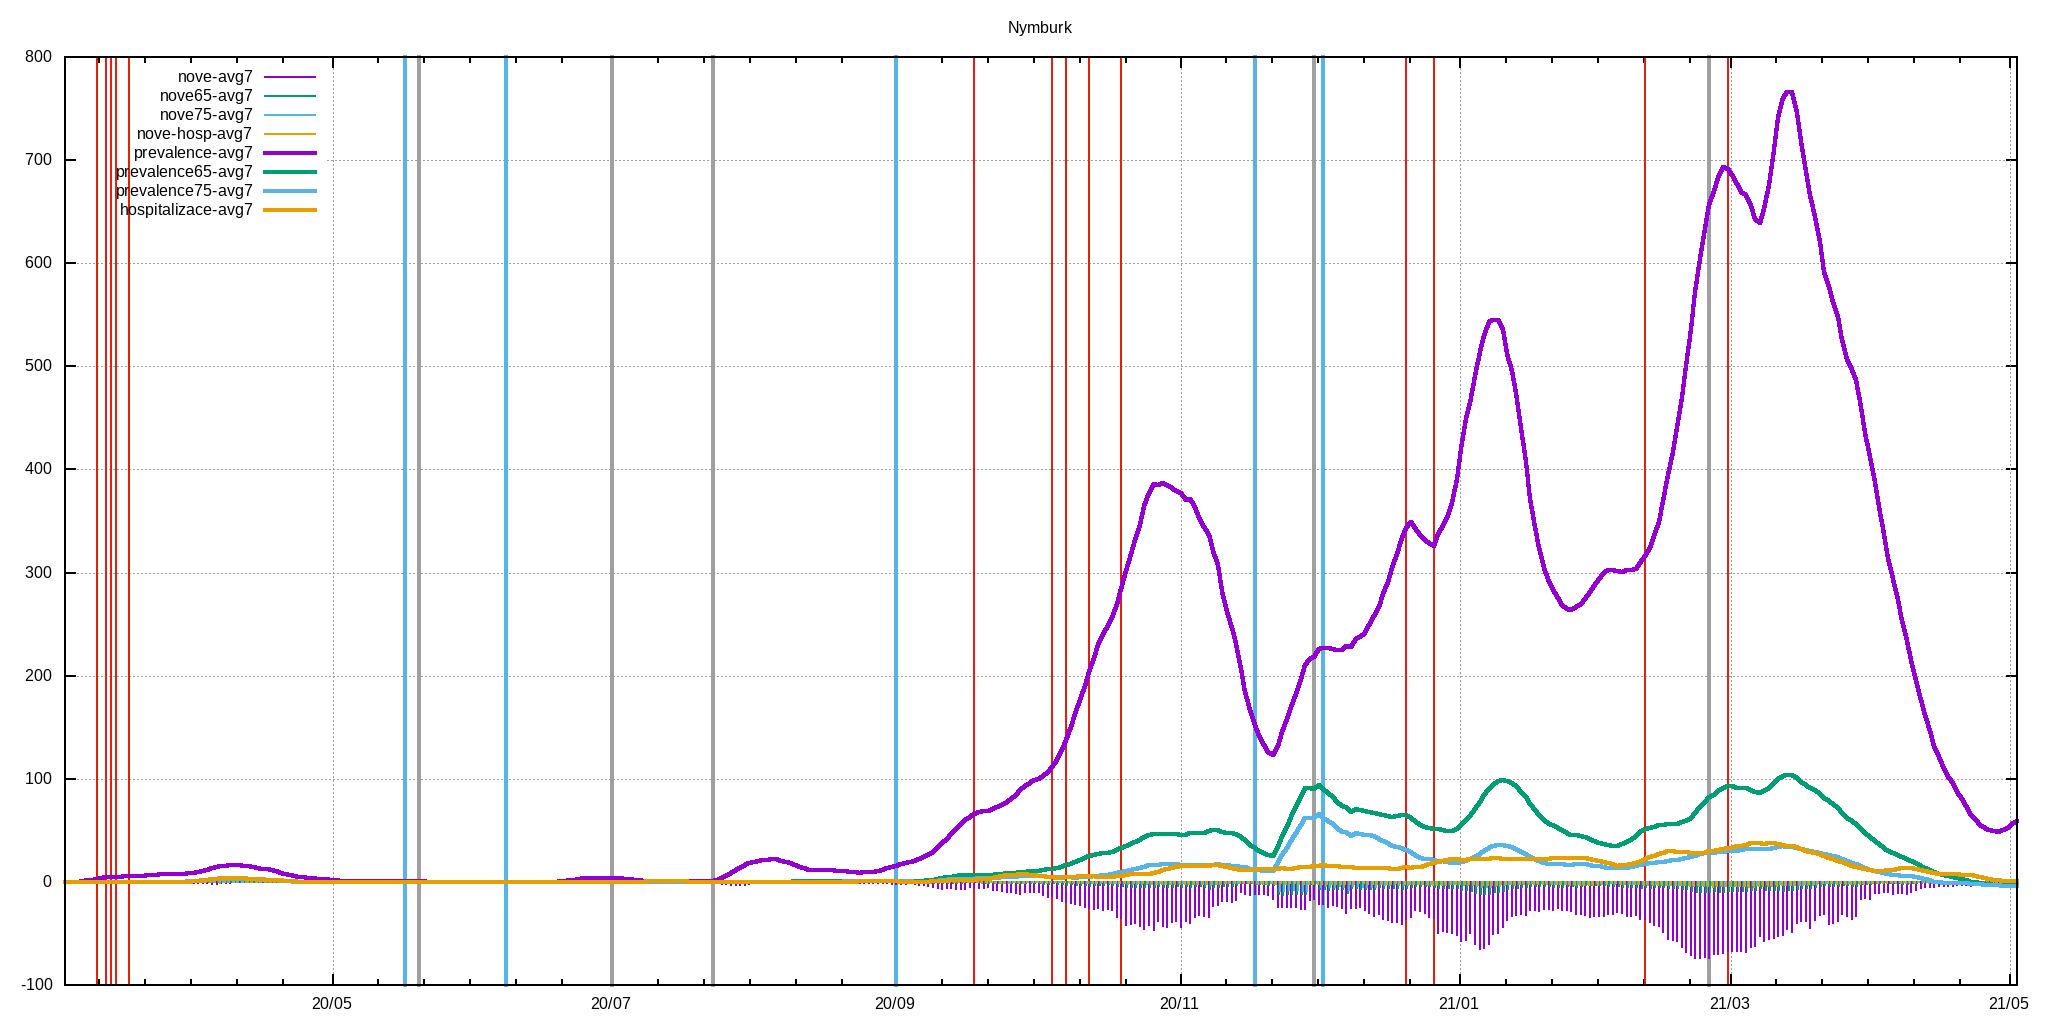 Nymburk
800
700
600
500
400
300
200
100
0
-100
nove-avg7
nove65-avg7
nove75-avg7
nove-hosp-avg7
prevalence-avg7
prevalence65-avg7
prevalence75-avg7
hospitalizace-avg7
20/05 20/07 20/09 20/11 21/01 21/03 21/05